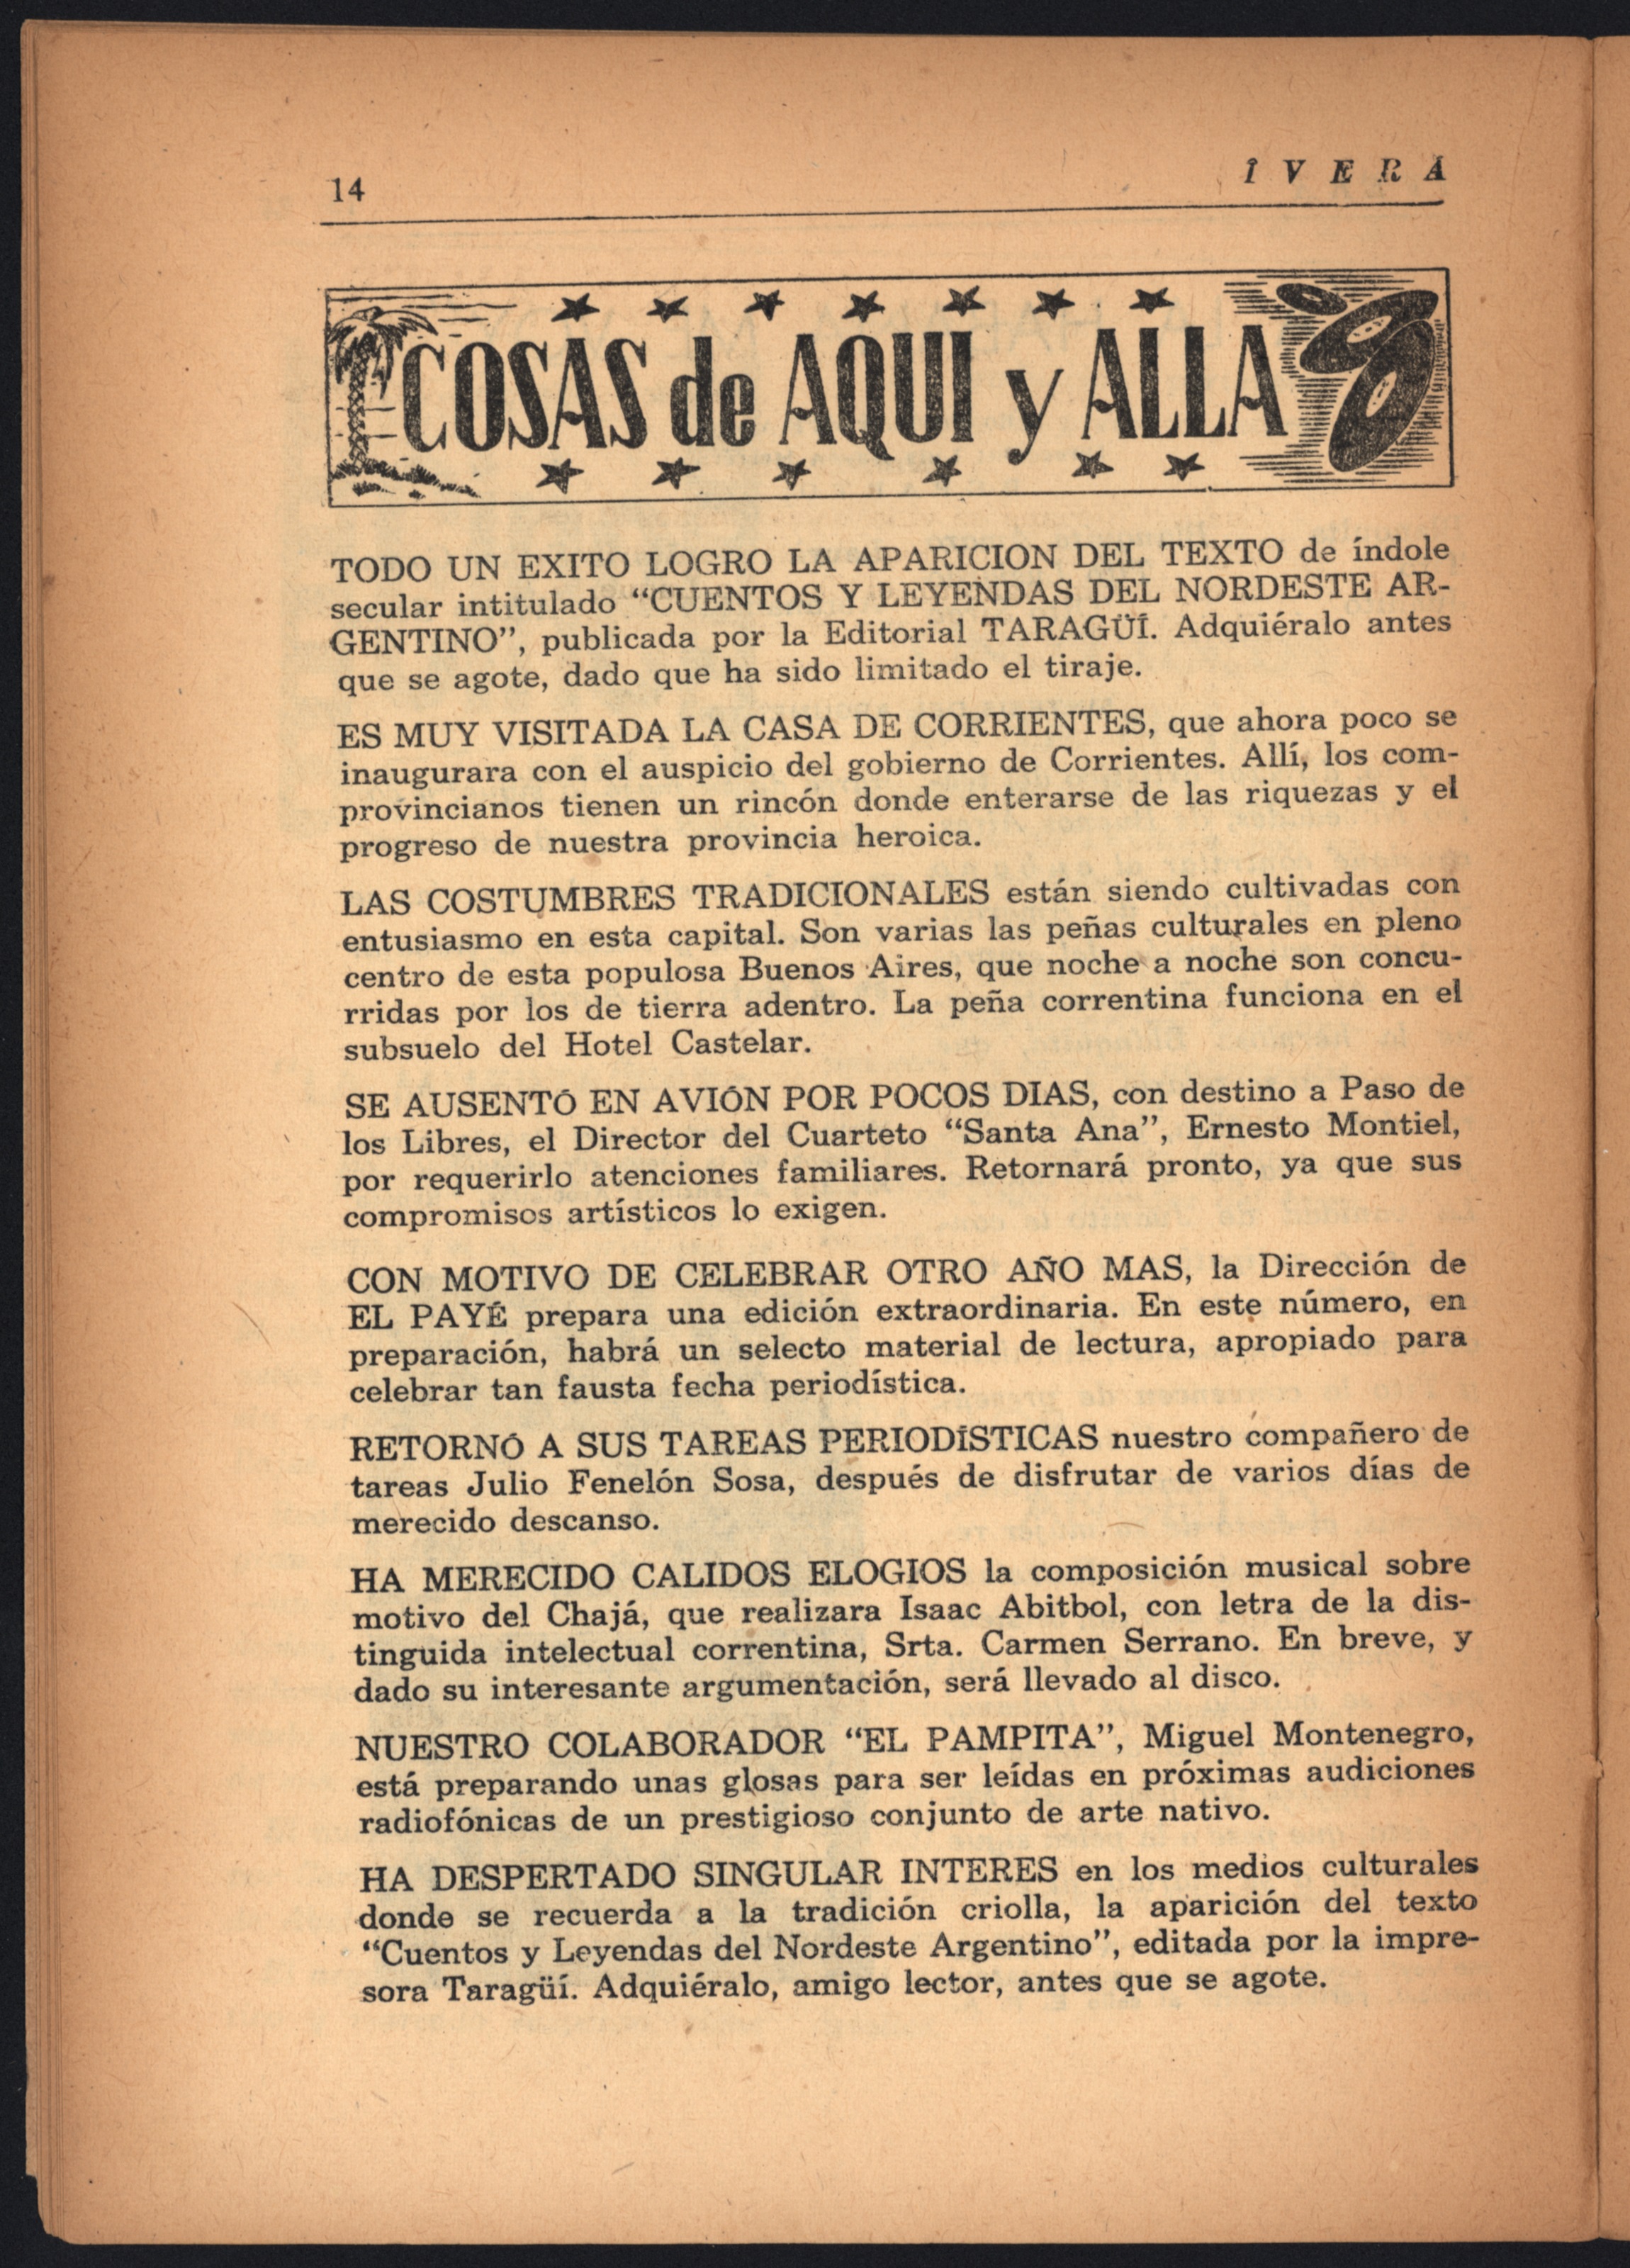 14
ÎVERÁ
COSAS de AQUI y ALLA
TODO UN EXITO LOGRO LA APARICION DEL TEXTO de índole
secular intitulado “CUENTOS Y LEYENDAS DEL NORDESTE AR-
GENTINO”, publicada por la Editorial TARAGÜÍ. Adquiéralo antes
que se agote, dado que ha sido limitado el tiraje.
ES MUY VISITADA LA CASA DE CORRIENTES, que ahora poco se
inaugurara con el auspicio del gobierno de Corrientes. Allí, los com-
provincianos tienen un rincón donde enterarse de las riquezas y el
progreso de nuestra provincia heroica.
LAS COSTUMBRES TRADICIONALES están siendo cultivadas con
entusiasmo en esta capital. Son varias las peñas culturales en pleno
centro de esta populosa Buenos Aires, que noche a noche son concu-
rridas por los de tierra adentro. La peña correntina funciona en el
subsuelo del Hotel Castelar.
SE AUSENTÓ EN AVIÓN POR POCOS DIAS, con destino a Paso de
los Libres, el Director del Cuarteto “Santa Ana”, Ernesto Montiel,
por requerirlo atenciones familiares. Retornará pronto, ya que sus
compromisos artísticos lo exigen.
CON MOTIVO DE CELEBRAR OTRO AÑO MAS, la Dirección de
EL PAYÉ prepara una edición extraordinaria. En este número, en
preparación, habrá un selecto material de lectura, apropiado para
celebrar tan fausta fecha periodística.
RETORNÓ A SUS TAREAS PERIODÍSTICAS nuestro compañero de
tareas Julio Fenelón Sosa, después de disfrutar de varios días de
merecido descanso.
HA MERECIDO CALIDOS ELOGIOS la composición musical sobre
motivo del Chajá, que realizara Isaac Abitbol, con letra de la dis-
tinguida intelectual correntina, Srta. Carmen Serrano. En breve, y
dado su interesante argumentación, será llevado al disco.
NUESTRO COLABORADOR “EL PAMPITA”, Miguel Montenegro,
está preparando unas glosas para ser leídas en próximas audiciones
radiofónicas de un prestigioso conjunto de arte nativo.
HA DESPERTADO SINGULAR INTERES en los medios culturales
donde se recuerda a la tradición criolla, la aparición del texto
“Cuentos y Leyendas del Nordeste Argentino”, editada por la impre-
sora Taragüí. Adquiéralo, amigo lector, antes que se agote.